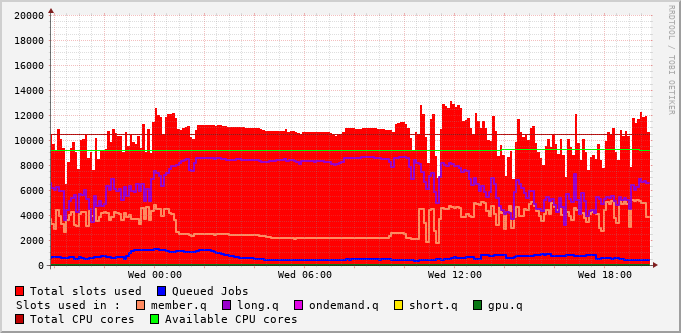 20000
18000
16000
14000
12000
10000
8000
6000
4000
2000
0
Wed 00:00 Wed 06:00 Wed 12:00 Wed 18:00
Total slots used Queued Jobs
Slots used in : member.q long.q ondemand.q short.q gpu.q
Total CPU cores Available CPU cores
RRDTOOL / TOBI OETIKER